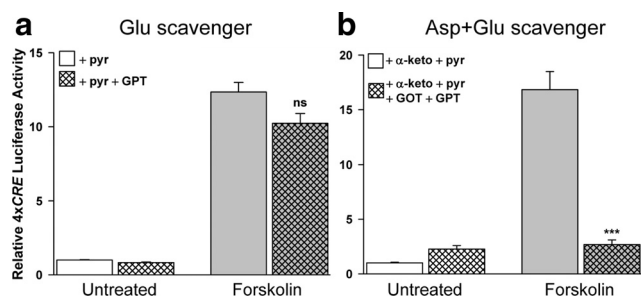 a
Glu scavenger
Relative 4xCRE Luciferase Activity
15
10
5
0
+ pyr
+ pyr + GPT
ns
Untreated
Forskolin
b
Asp+Glu scavenger
20
15
10
5
0
+ α-keto + pyr
+ α-keto + pyr
+ GOT + GPT
***
Untreated
Forskolin